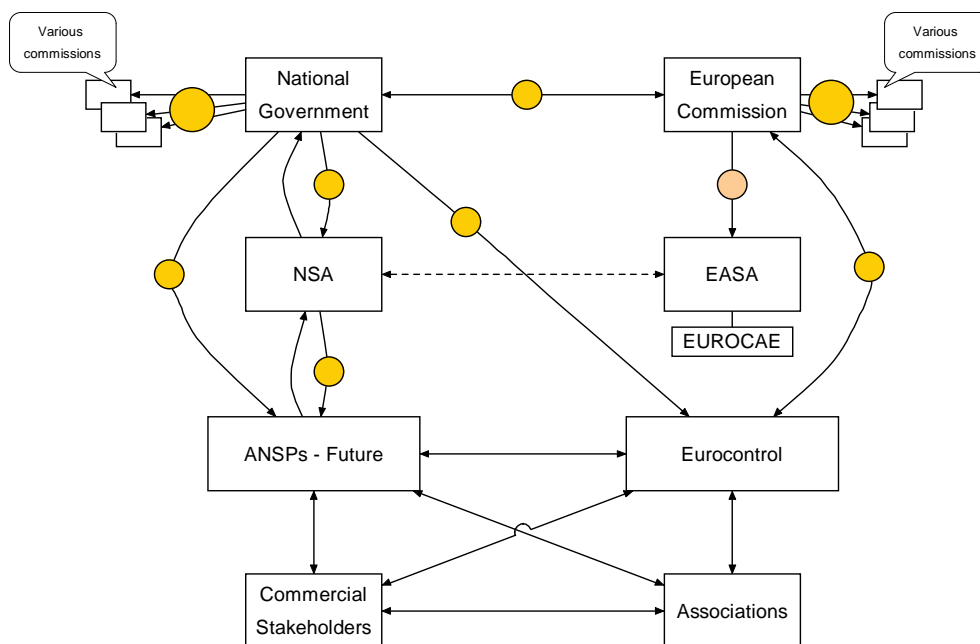 Various
commissions
Various
commissions
National
Government
European
Commission
NSA
EASA
EUROCAE
ANSPs - Future
Eurocontrol
Commercial
Stakeholders
Associations